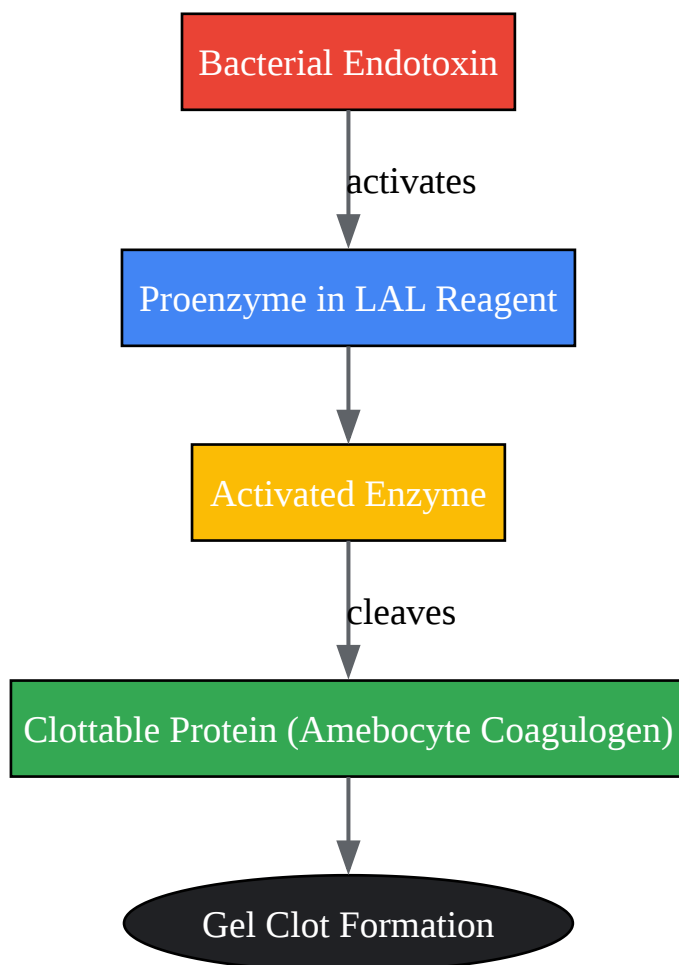 Bacterial Endotoxin
activates
Proenzyme in LAL Reagent
Activated Enzyme
cleaves
Clottable Protein (Amebocyte Coagulogen)
Gel Clot Formation